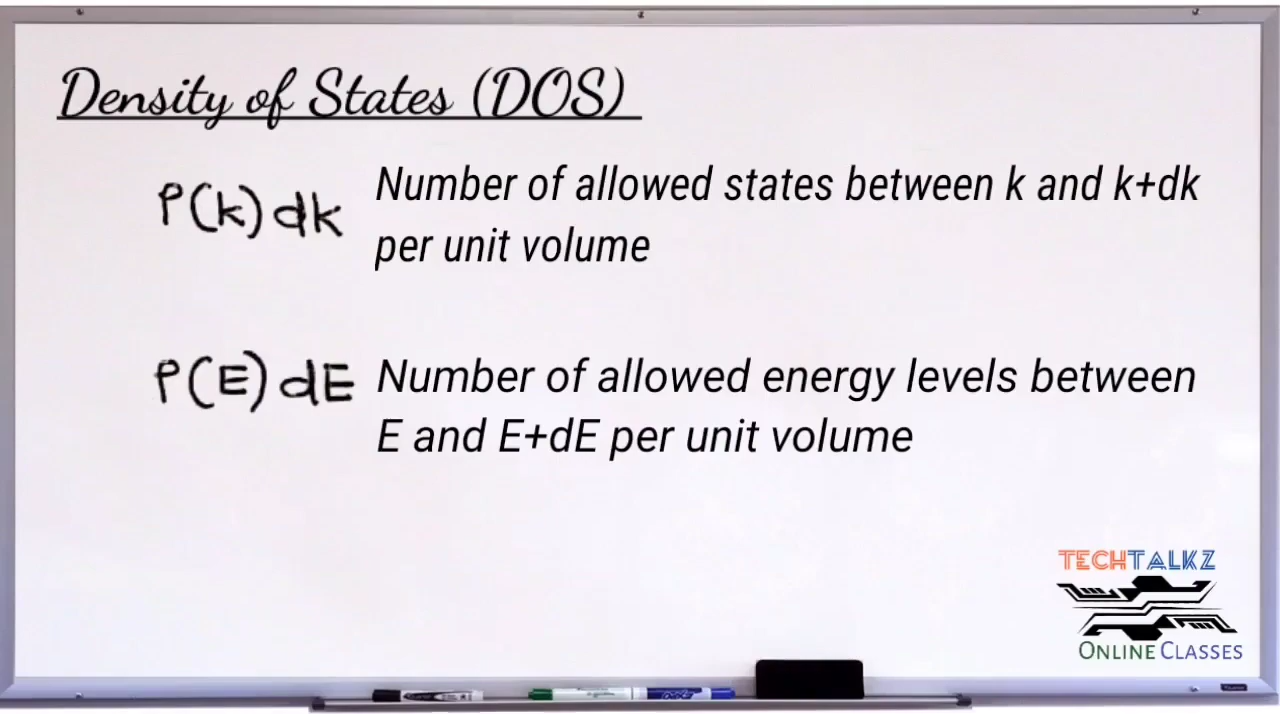 Density of States (DOS)
ρ(k) dk
Number of allowed states between k and k+dk
per unit volume
ρ(E) dE
Number of allowed energy levels between
E and E+dE per unit volume
TECHTALKZ
ONLINE CLASSES